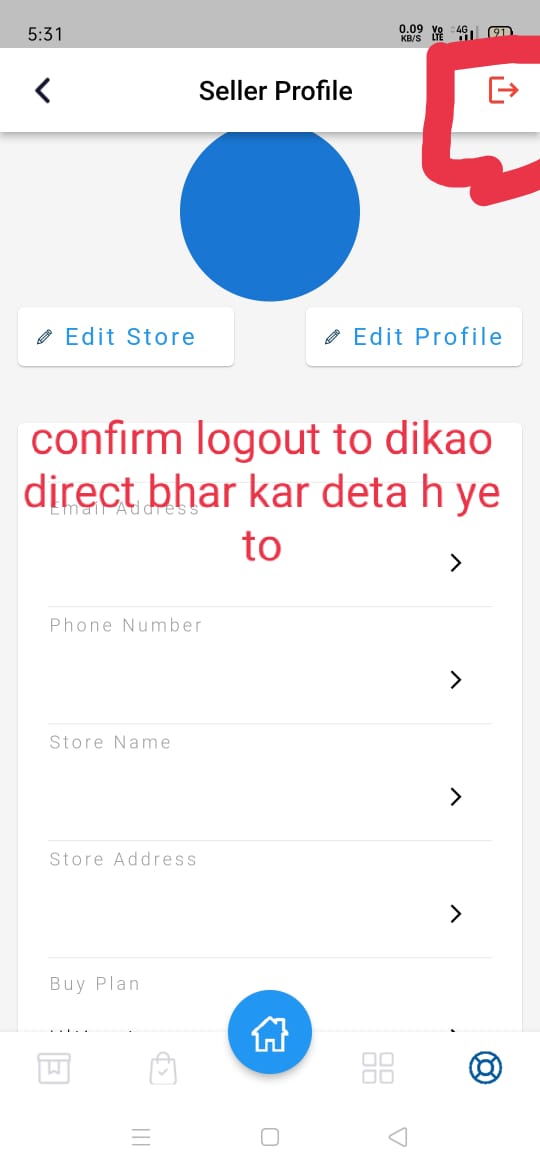 5:31
0.09 KB/S Vo LTE 4G 91
Seller Profile
Edit Store
Edit Profile
confirm logout to dikao
direct bhar kar deta h ye
to
Email Address
Phone Number
Store Name
Store Address
Buy Plan